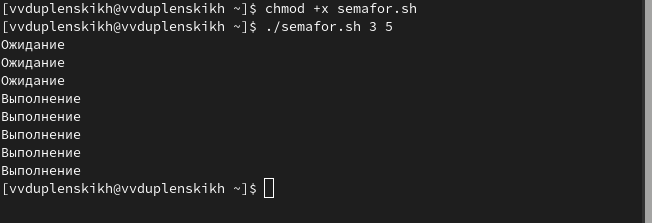 [vvduplenskikh@vvduplenskikh ~]$ chmod +x semafor.sh
[vvduplenskikh@vvduplenskikh ~]$ ./semafor.sh 3 5
Ожидание
Ожидание
Ожидание
Выполнение
Выполнение
Выполнение
Выполнение
Выполнение
[vvduplenskikh@vvduplenskikh ~]$